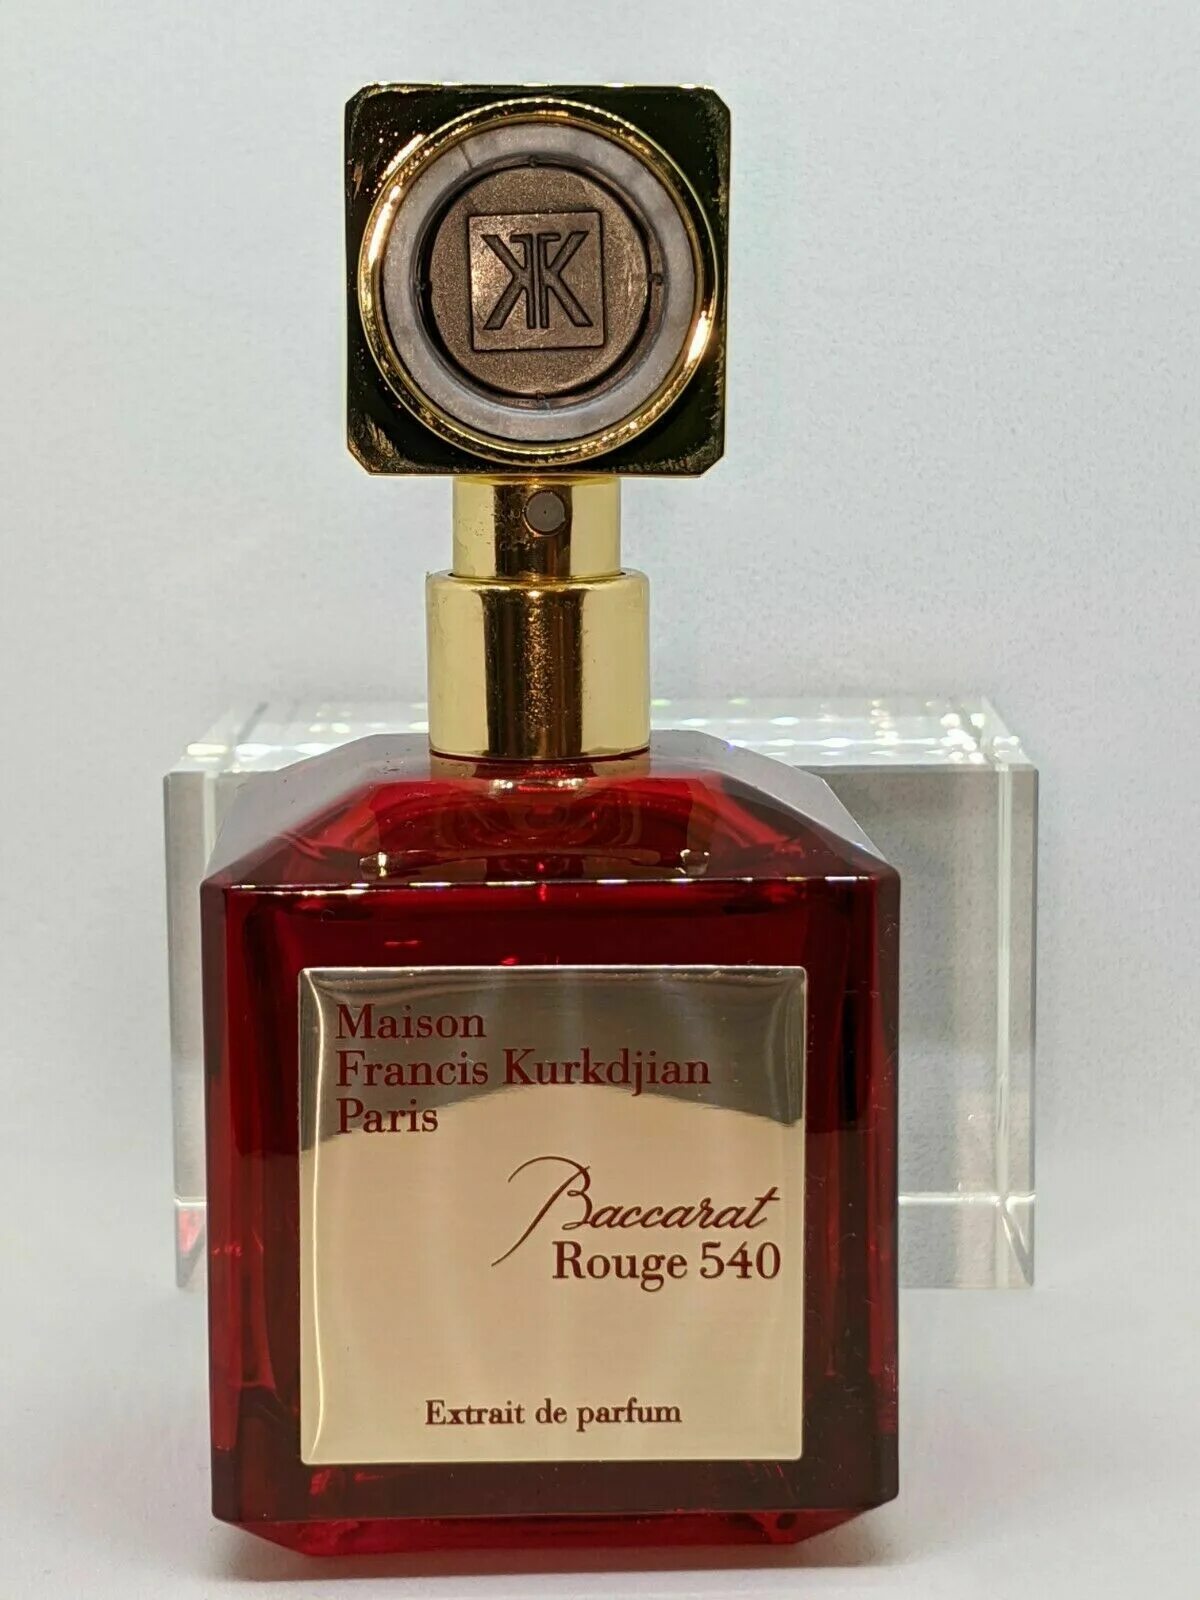 Maison
Francis Kurkdjian
Paris
Baccarat
Rouge 540
Extrait de parfum